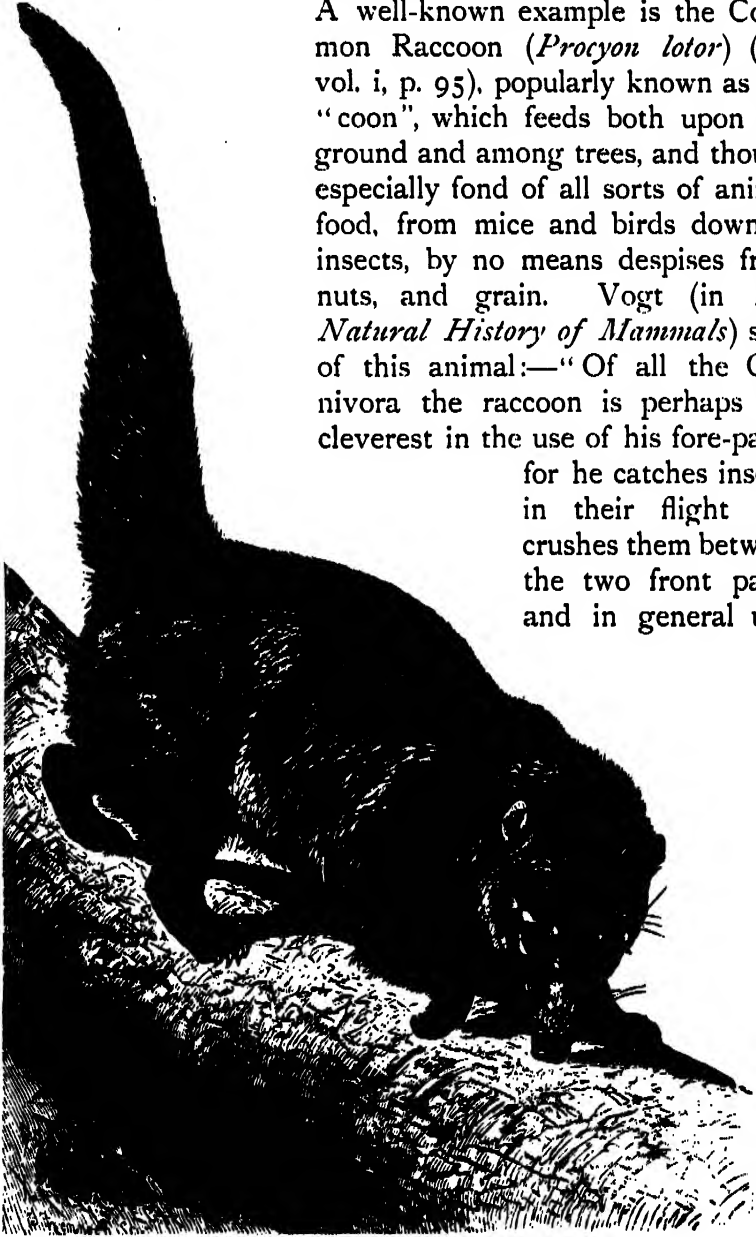 A well-known example is the Co
mon Raccoon (Procyon lotor) (
vol. i, p. 95), popularly known as
"coon", which feeds both upon
ground and among trees, and thou
especially fond of all sorts of ani
food, from mice and birds down
insects, by no means despises fr
nuts, and grain. Vogt (in
Natural History of Mammals) s
of this animal:—"Of all the C
nivora the raccoon is perhaps
cleverest in the use of his fore-pa
for he catches inse
in their flight
crushes them betw
the two front pa
and in general u